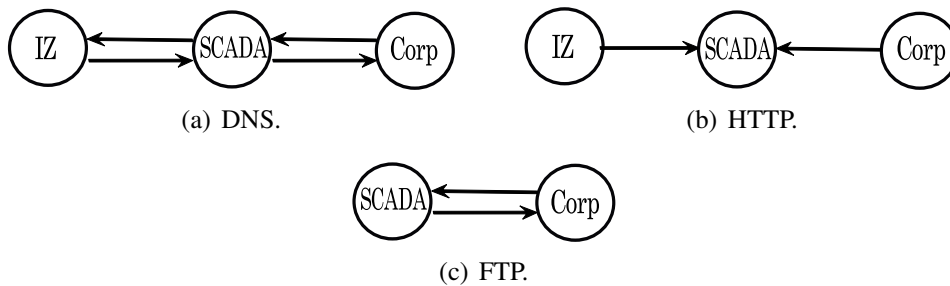 IZ SCADA Corp IZ SCADA Corp
(a) DNS. (b) HTTP.
SCADA Corp
(c) FTP.